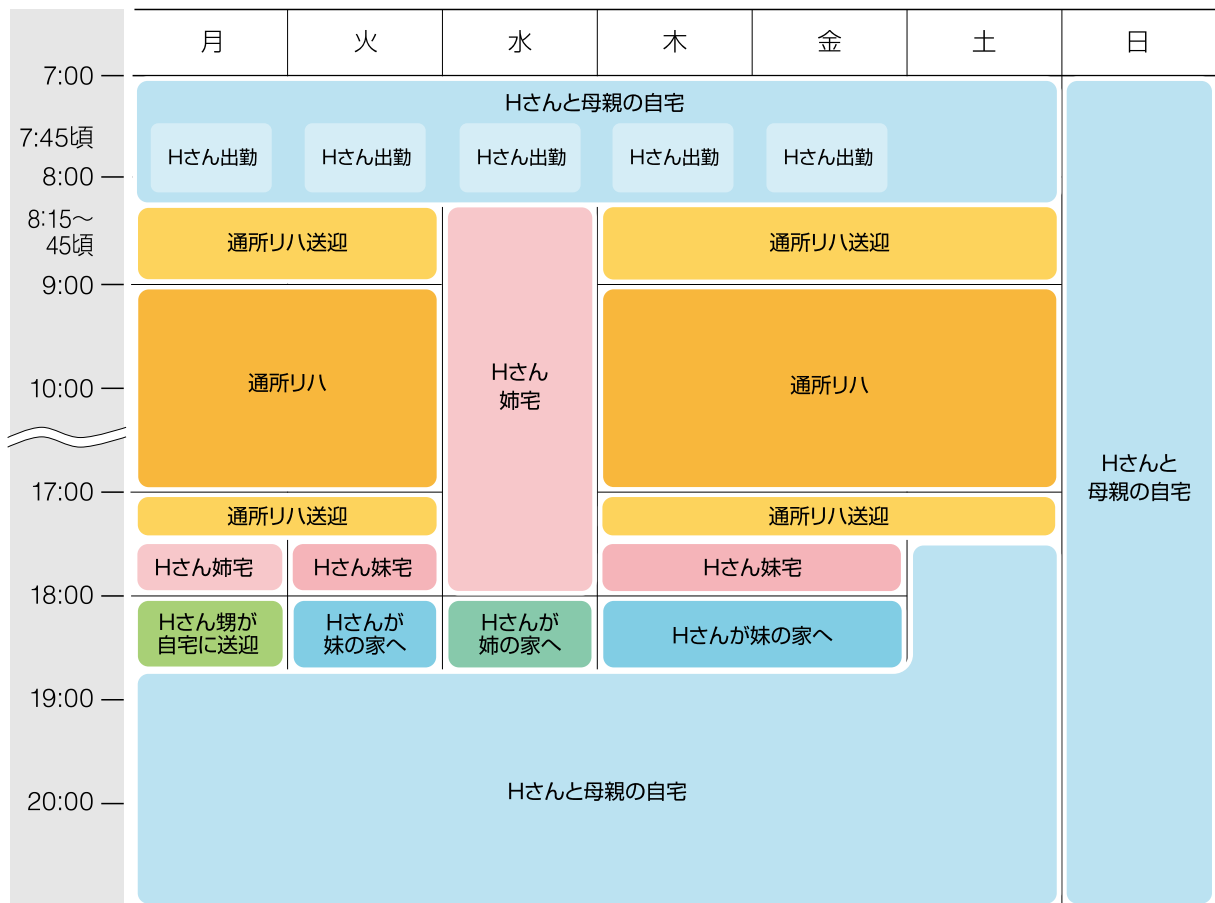 月 火 水 木 金 土 日
7:00
Hさんと母親の自宅
7:45頃
Hさん出勤 Hさん出勤 Hさん出勤 Hさん出勤 Hさん出勤
8:00
8:15～
45頃
通所リハ送迎
通所リハ送迎
9:00
通所リハ
Hさん
姉宅
通所リハ
10:00
Hさんと
母親の自宅
17:00
通所リハ送迎
通所リハ送迎
Hさん姉宅 Hさん妹宅 Hさん妹宅
18:00
Hさん甥が
自宅に送迎
Hさんが
妹の家へ
Hさんが
姉の家へ
Hさんが妹の家へ
19:00
Hさんと母親の自宅
20:00